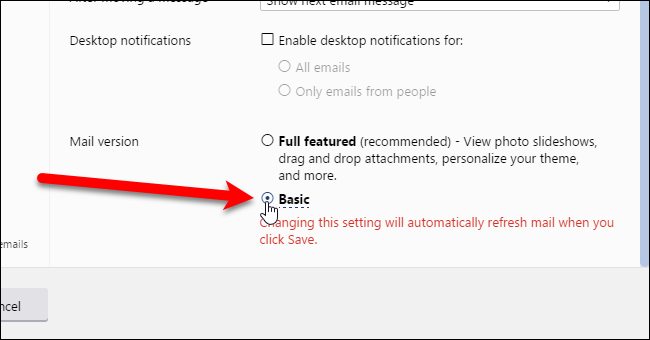 After moving a message
Show next email message
Desktop notifications
Enable desktop notifications for:
All emails
Only emails from people
Mail version
Full featured (recommended) - View photo slideshows,
drag and drop attachments, personalize your theme,
and more.
Basic
Changing this setting will automatically refresh mail when you
click Save.
emails
ncel